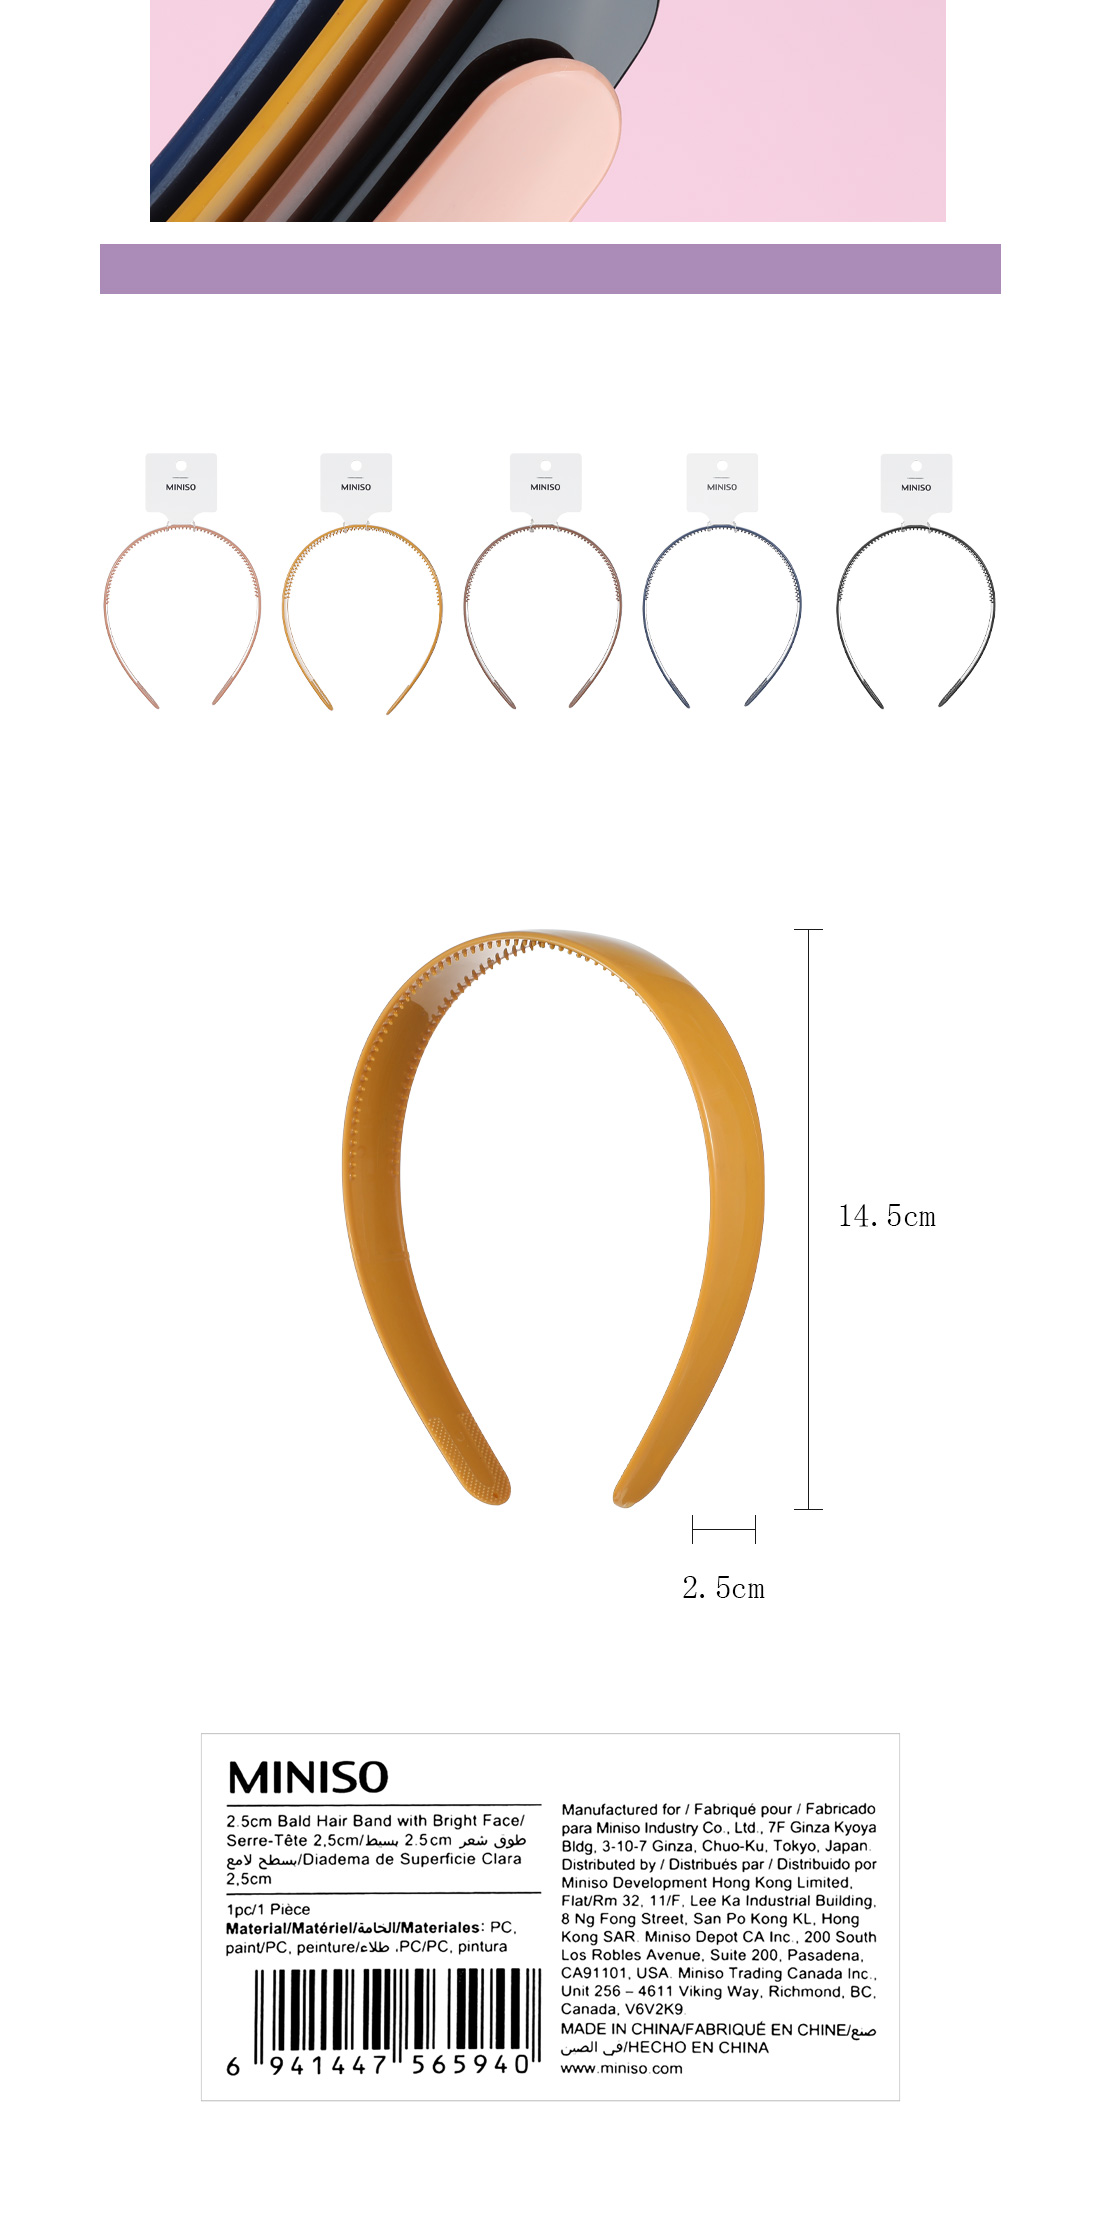 MINISO
MINISO
MINISO
MINISO
MINISO
14.5cm
2.5cm
MINISO
2.5cm Bald Hair Band with Bright Face/
Serre-Tête 2,5cm/طوق شعر 2.5cm بسيط
بسطح لامع/Diadema de Superficie Clara
2,5cm
1pc/1 Pièce
Material/Matériel/الخامة/Materiales: PC,
paint/PC, peinture/طلاء ،PC/PC, pintura
6 941447 565940
Manufactured for / Fabriqué pour / Fabricado
para Miniso Industry Co., Ltd., 7F Ginza Kyoya
Bldg, 3-10-7 Ginza, Chuo-Ku, Tokyo, Japan.
Distributed by / Distribués par / Distribuido por
Miniso Development Hong Kong Limited,
Flat/Rm 32, 11/F, Lee Ka Industrial Building,
8 Ng Fong Street, San Po Kong KL, Hong
Kong SAR. Miniso Depot CA Inc., 200 South
Los Robles Avenue, Suite 200, Pasadena,
CA91101, USA. Miniso Trading Canada Inc.,
Unit 256 – 4611 Viking Way, Richmond, BC,
Canada, V6V2K9
MADE IN CHINA/FABRIQUÉ EN CHINE/صنع
في الصين/HECHO EN CHINA
www.miniso.com